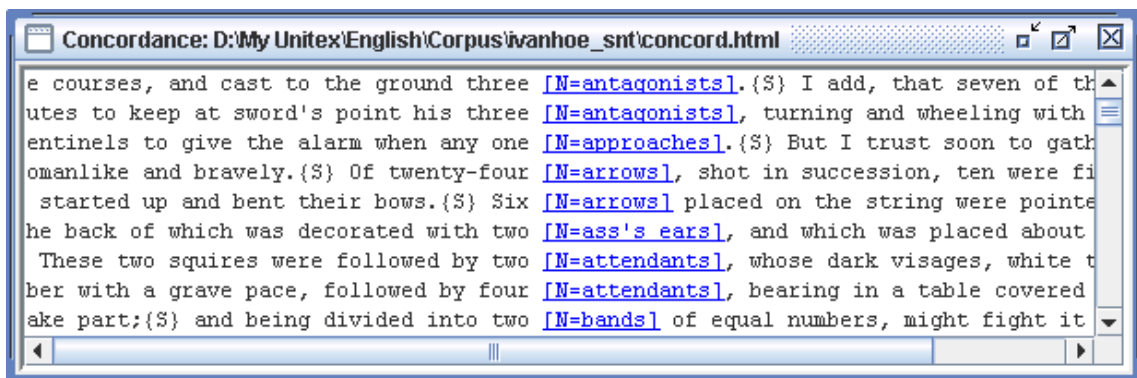 Concordance: D:\My Unitex\English\Corpus\ivanhoe_snt\concord.html
e courses, and cast to the ground three [N=antagonists].{S} I add, that seven of th
utes to keep at sword's point his three [N=antagonists], turning and wheeling with
entinels to give the alarm when any one [N=approaches].{S} But I trust soon to gath
omanlike and bravely.{S} Of twenty-four [N=arrows], shot in succession, ten were fi
started up and bent their bows.{S} Six [N=arrows] placed on the string were pointe
he back of which was decorated with two [N=ass's ears], and which was placed about
These two squires were followed by two [N=attendants], whose dark visages, white t
ber with a grave pace, followed by four [N=attendants], bearing in a table covered
ake part;{S} and being divided into two [N=bands] of equal numbers, might fight it